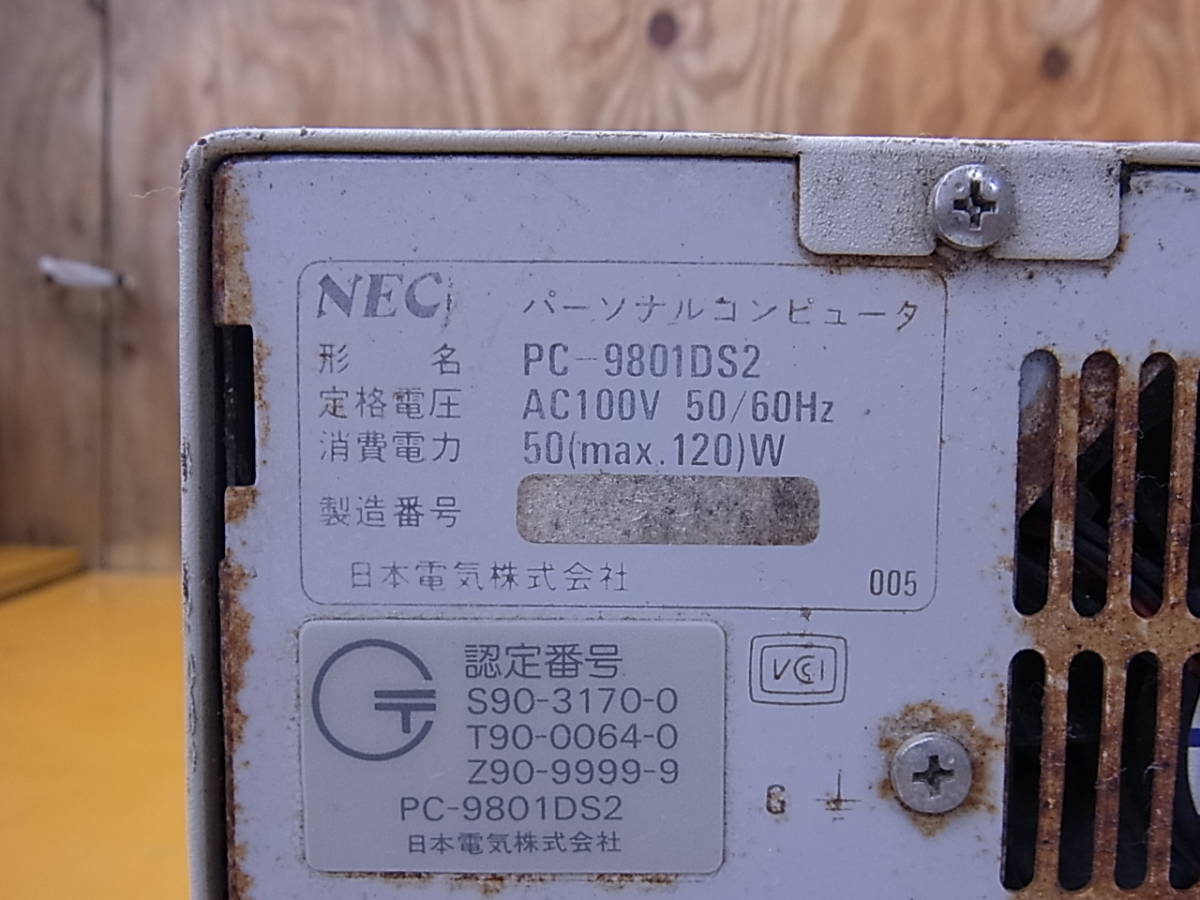 NEC パーソナルコンピュータ
形名 PC-9801DS2
定格電圧 AC100V 50/60Hz
消費電力 50(max.120)W
製造番号
日本電気株式会社 005
認定番号
S90-3170-0
T90-0064-0
Z90-9999-9
PC-9801DS2
日本電気株式会社
VCI
G